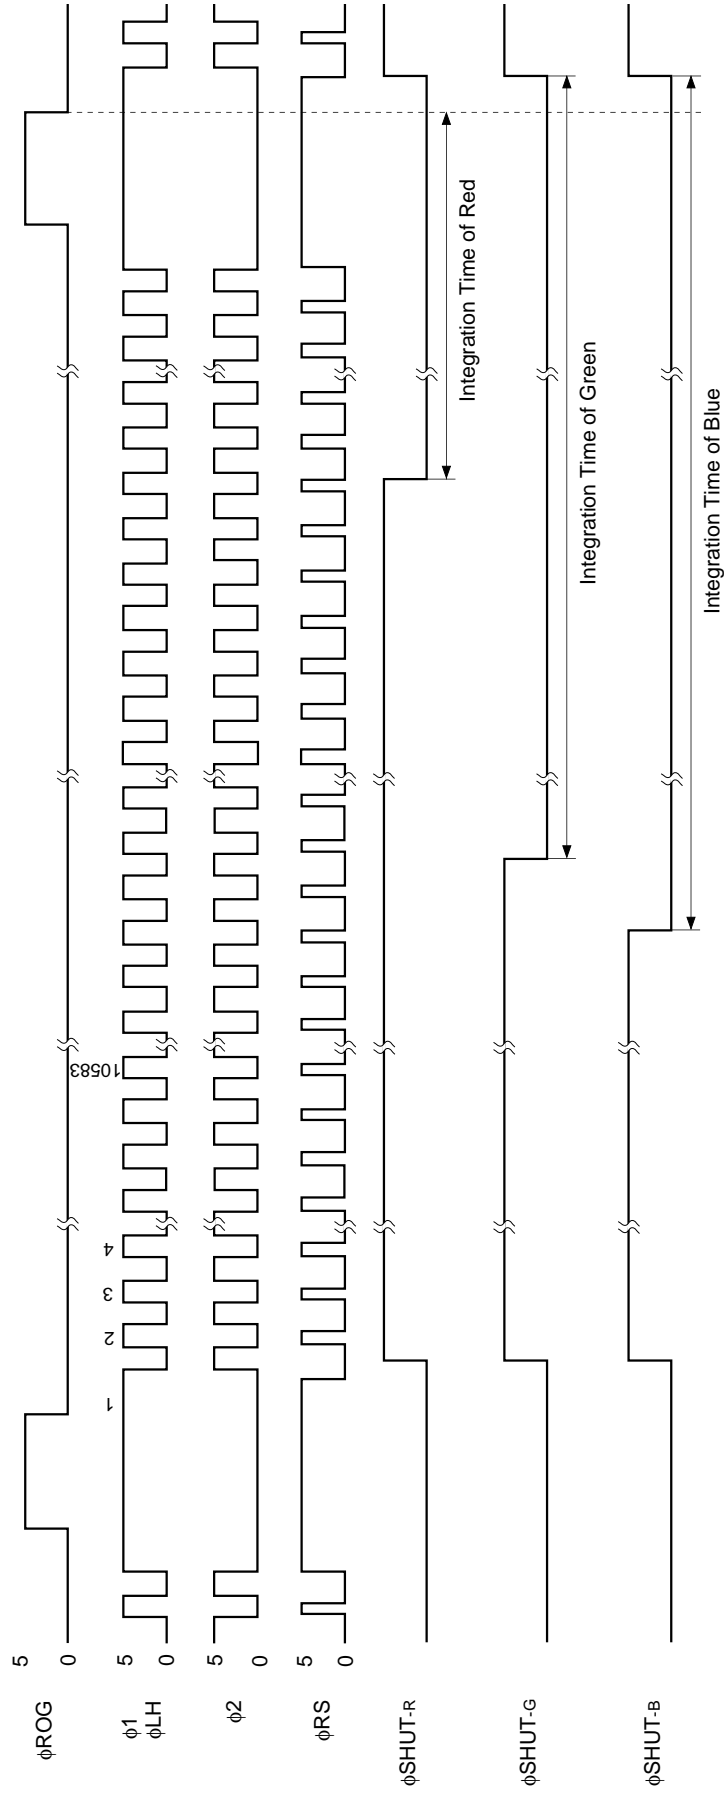 φROG
5
0
φ1
φLH
5
0
φ2
5
0
φRS
5
0
φSHUT-R
φSHUT-G
φSHUT-B
1
2
3
4
10583
Integration Time of Red
Integration Time of Green
Integration Time of Blue